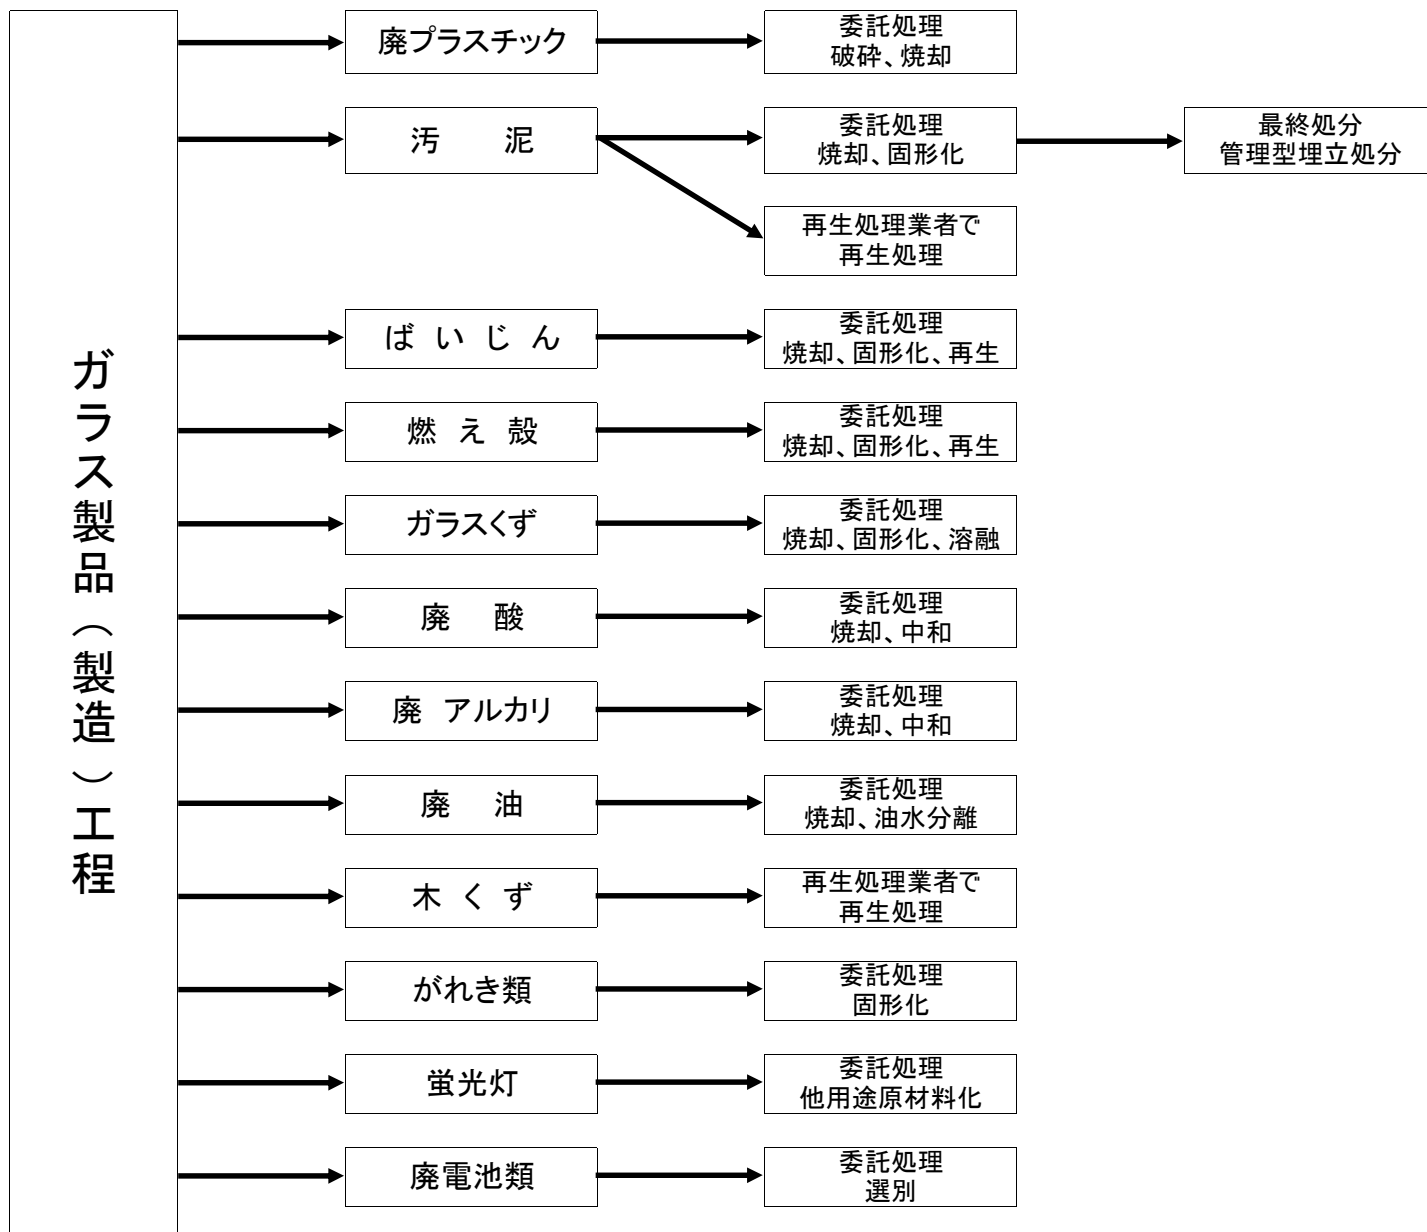 ガラス製品（製造）工程
廃プラスチック
委託処理
破砕、焼却
汚　　泥
委託処理
焼却、固形化
最終処分
管理型埋立処分
再生処理業者で
再生処理
ば い じ ん
委託処理
焼却、固形化、再生
燃 え 殻
委託処理
焼却、固形化、再生
ガラスくず
委託処理
焼却、固形化、溶融
廃　　酸
委託処理
焼却、中和
廃 アルカリ
委託処理
焼却、中和
廃　　油
委託処理
焼却、油水分離
木 く ず
再生処理業者で
再生処理
がれき類
委託処理
固形化
蛍光灯
委託処理
他用途原材料化
廃電池類
委託処理
選別